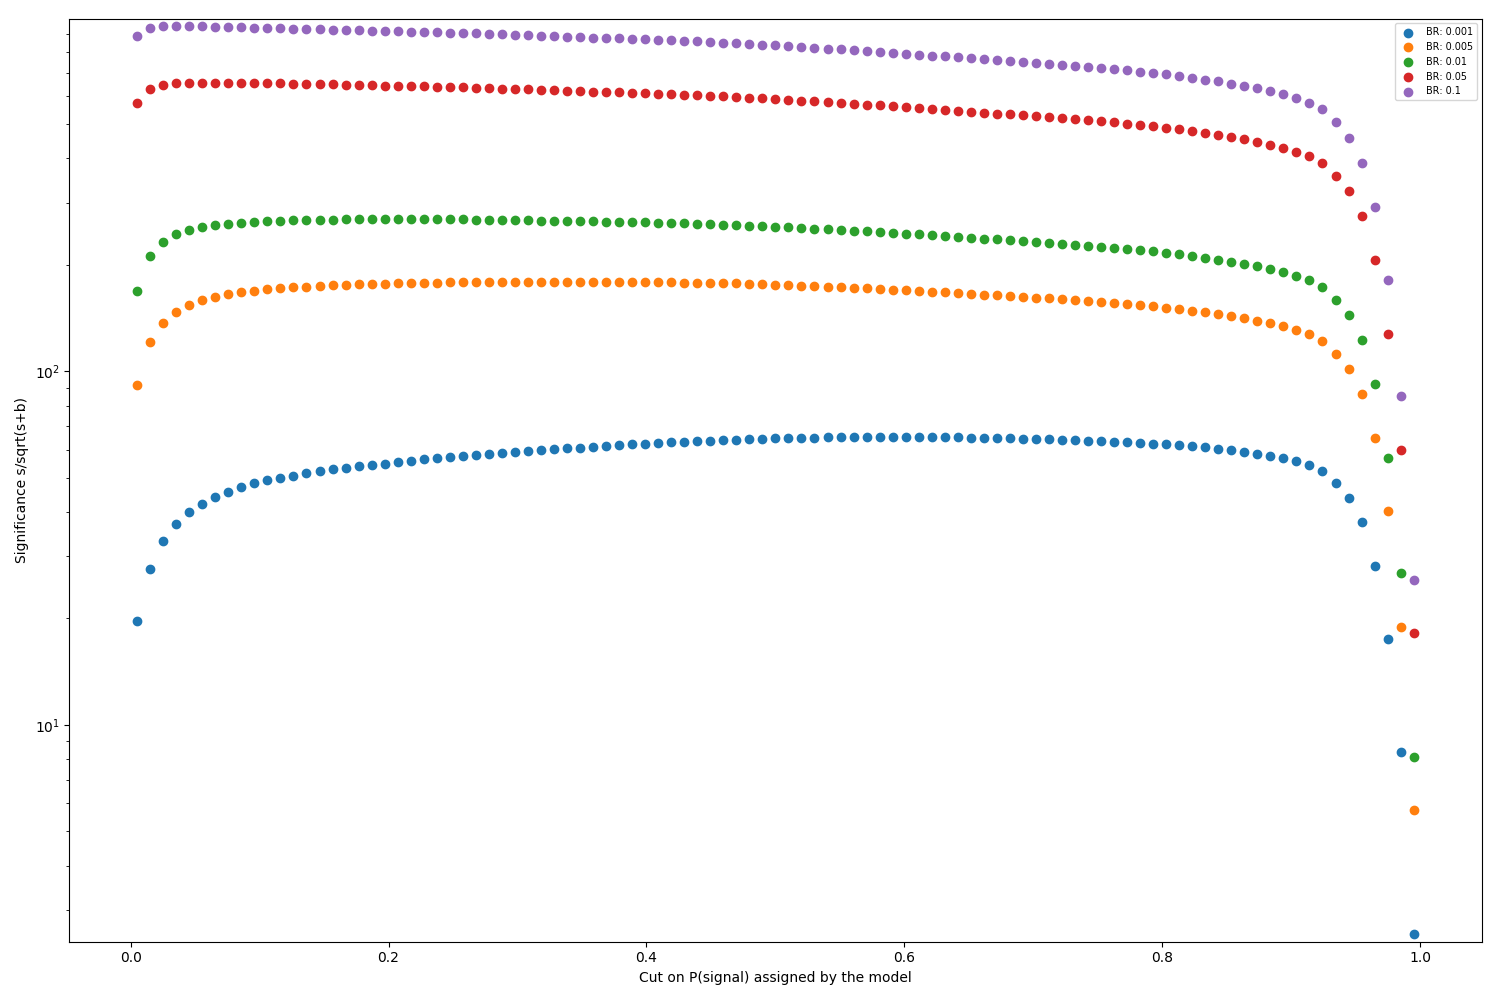 BR: 0.001
BR: 0.005
BR: 0.01
BR: 0.05
BR: 0.1
Significance s/sqrt(s+b)
10²
10¹
0.0 0.2 0.4 0.6 0.8 1.0
Cut on P(signal) assigned by the model